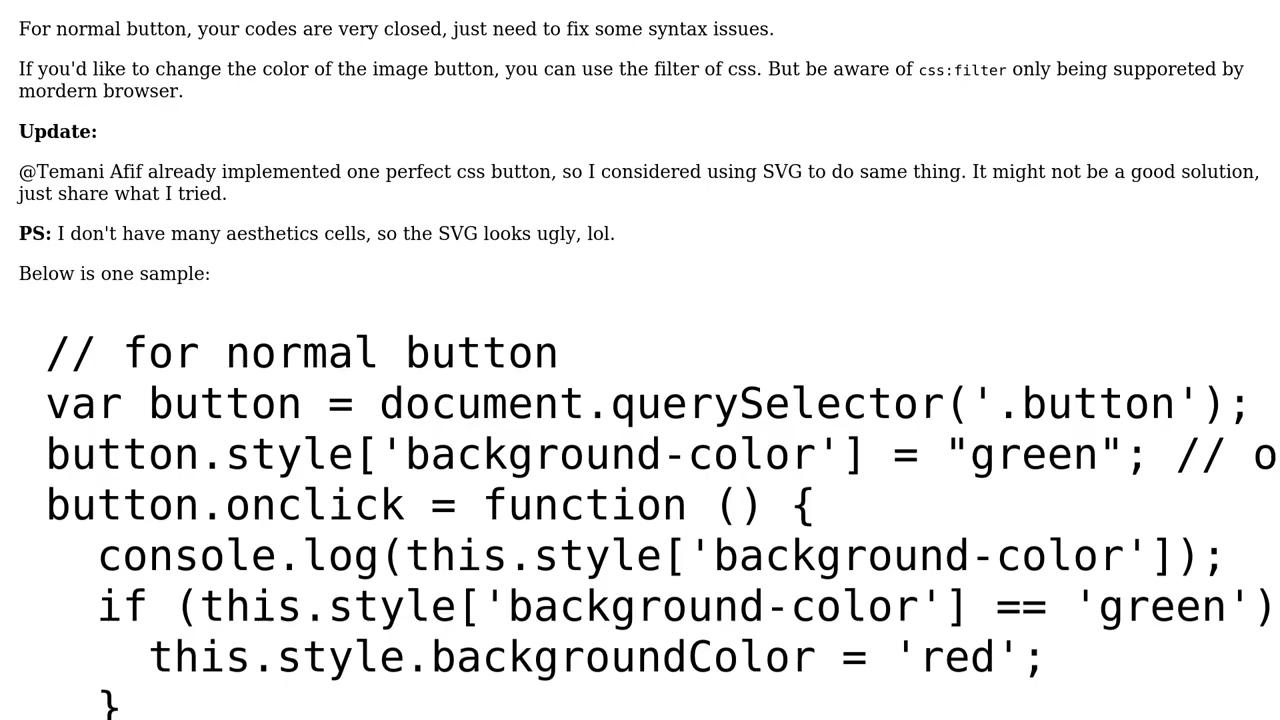 For normal button, your codes are very closed, just need to fix some syntax issues.
If you'd like to change the color of the image button, you can use the filter of css. But be aware of css:filter only being supporeted by
mordern browser.
Update:
@Temani Afif already implemented one perfect css button, so I considered using SVG to do same thing. It might not be a good solution,
just share what I tried.
PS: I don't have many aesthetics cells, so the SVG looks ugly, lol.
Below is one sample:
// for normal button
var button = document.querySelector('.button');
button.style['background-color'] = "green"; // o
button.onclick = function () {
  console.log(this.style['background-color']);
  if (this.style['background-color'] == 'green')
    this.style.backgroundColor = 'red';
  }